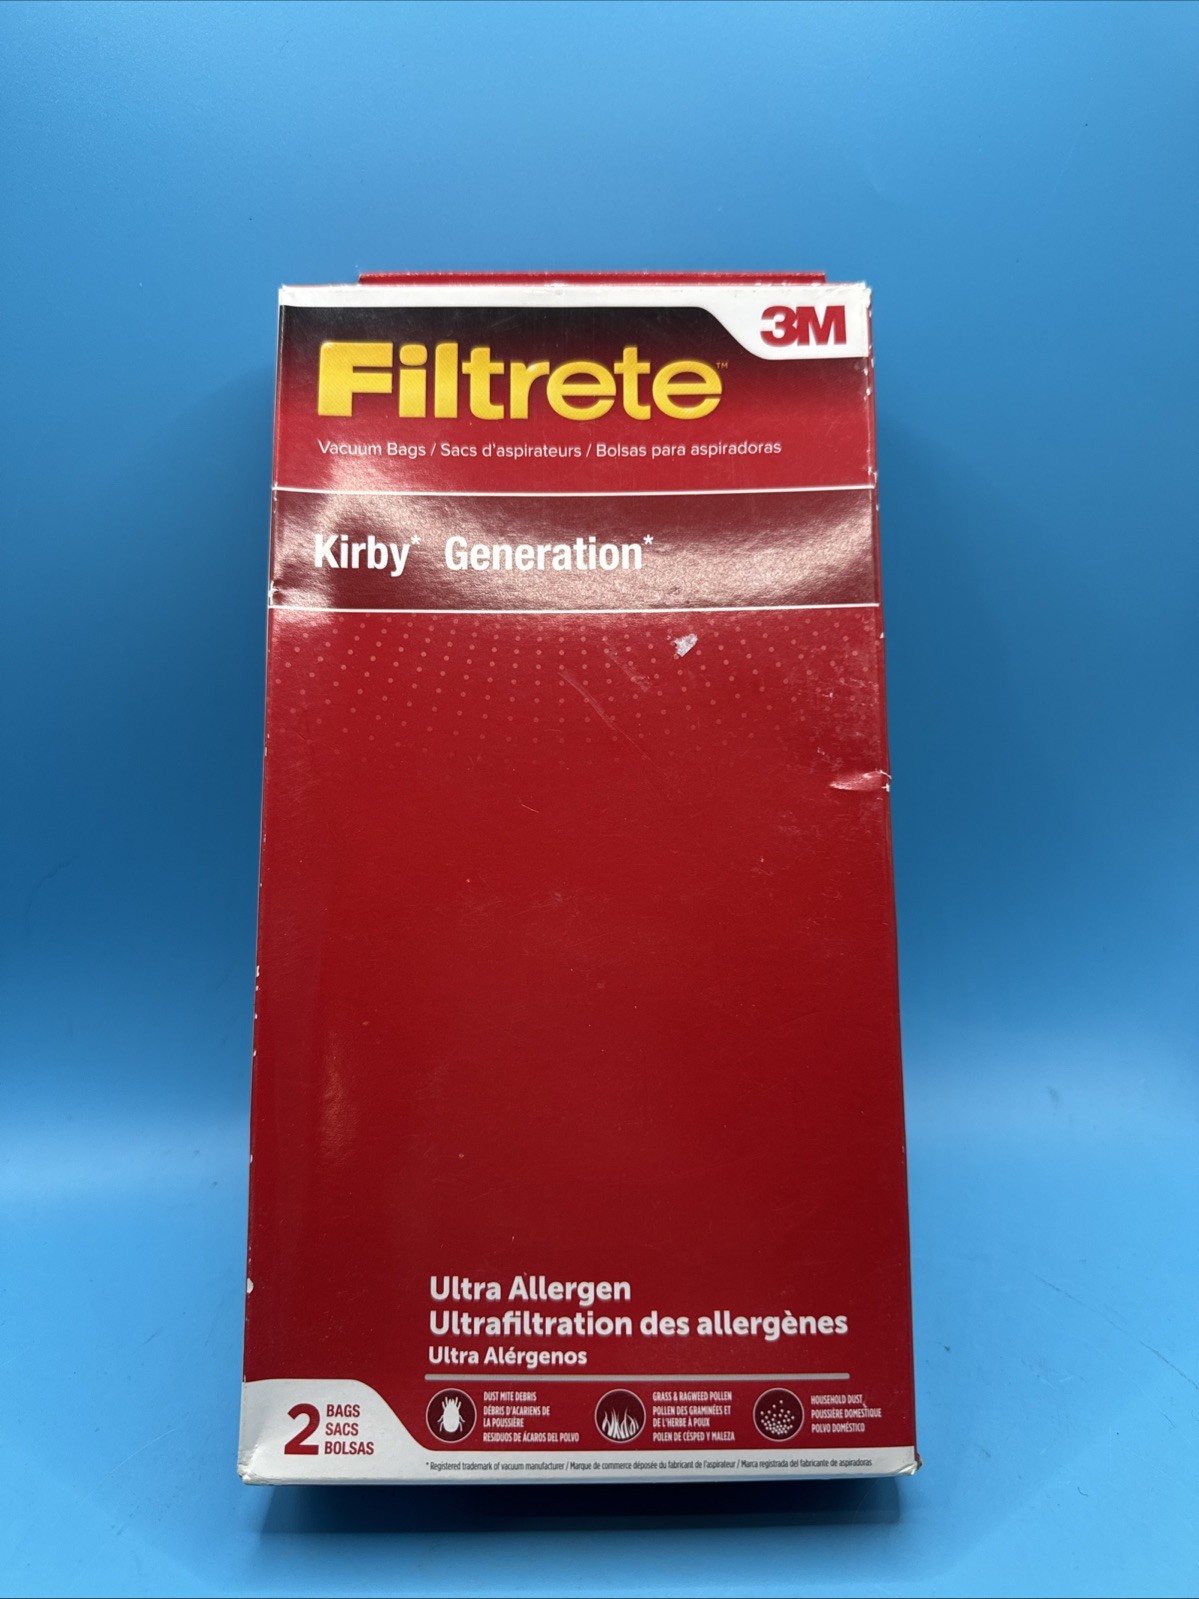 3M
Filtrete™
Vacuum Bags / Sacs d'aspirateurs / Bolsas para aspiradoras
Kirby* Generation*
Ultra Allergen
Ultrafiltration des allergènes
Ultra Alérgenos
2 BAGS
SACS
BOLSAS
DUST MITE DEBRIS
DÉBRIS D'ACARIENS DE
LA POUSSIÈRE
RESIDUOS DE ÁCAROS DEL POLVO
GRASS & RAGWEED POLLEN
POLLEN DES GRAMINÉES ET
DE L'HERBE À POUX
POLEN DE CÉSPED Y MALEZA
HOUSEHOLD DUST
POUSSIÈRE DOMESTIQUE
POLVO DOMÉSTICO
* Registered trademark of vacuum manufacturer / Marque de commerce déposée du fabricant de l'aspirateur / Marca registrada del fabricante de aspiradoras